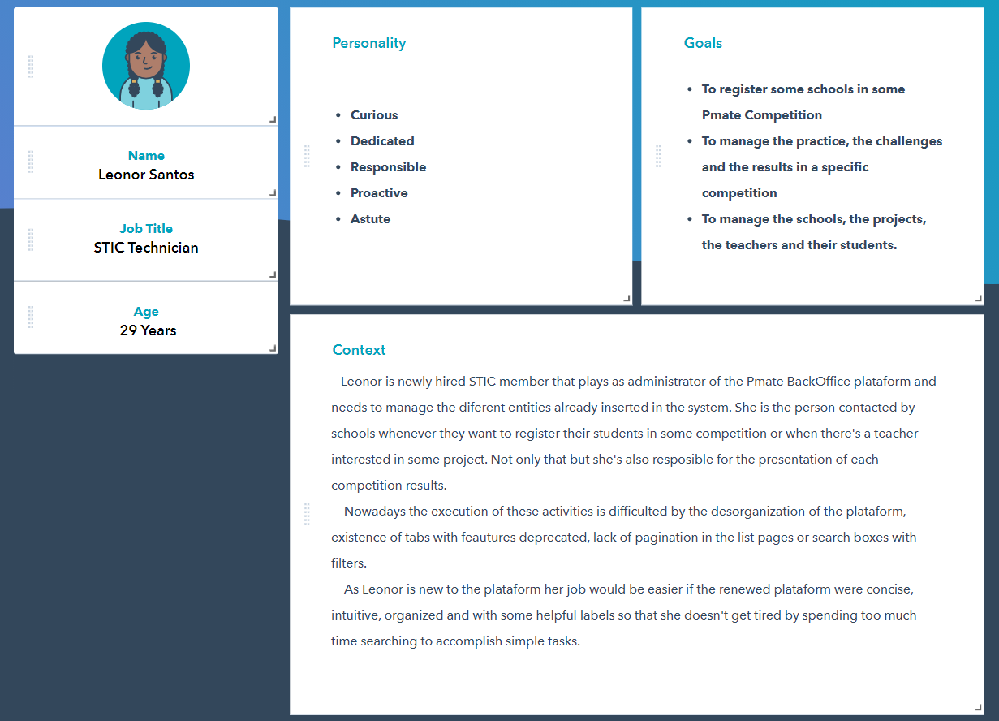 Name
Leonor Santos
Job Title
STIC Technician
Age
29 Years
Personality
• Curious
• Dedicated
• Responsible
• Proactive
• Astute
Goals
• To register some schools in some
Pmate Competition
• To manage the practice, the challenges
and the results in a specific
competition
• To manage the schools, the projects,
the teachers and their students.
Context
Leonor is newly hired STIC member that plays as administrator of the Pmate BackOffice plataform and
needs to manage the diferent entities already inserted in the system. She is the person contacted by
schools whenever they want to register their students in some competition or when there's a teacher
interested in some project. Not only that but she's also resposible for the presentation of each
competition results.
Nowadays the execution of these activities is difficulted by the desorganization of the plataform,
existence of tabs with feautures deprecated, lack of pagination in the list pages or search boxes with
filters.
As Leonor is new to the plataform her job would be easier if the renewed plataform were concise,
intuitive, organized and with some helpful labels so that she doesn't get tired by spending too much
time searching to accomplish simple tasks.